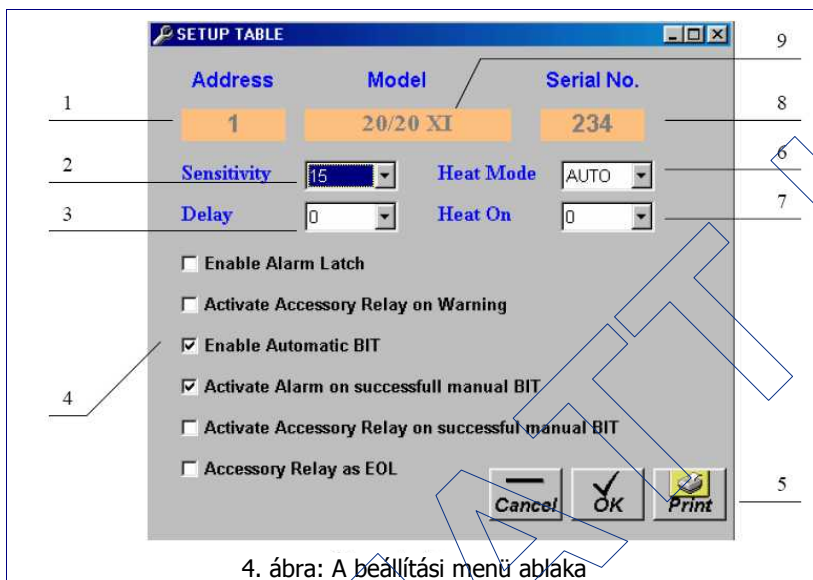 SETUP TABLE
9
Address Model Serial No.
1
1 20/20 XI 234
8
2
Sensitivity 15 Heat Mode AUTO
6
3
Delay 0 Heat On 0
7
Enable Alarm Latch
Activate Accessory Relay on Warning
Enable Automatic BIT
4
Activate Alarm on successfull manual BIT
Activate Accessory Relay on successful manual BIT
Accessory Relay as EOL
5
Cancel OK Print
4. ábra: A beállítási menü ablaka